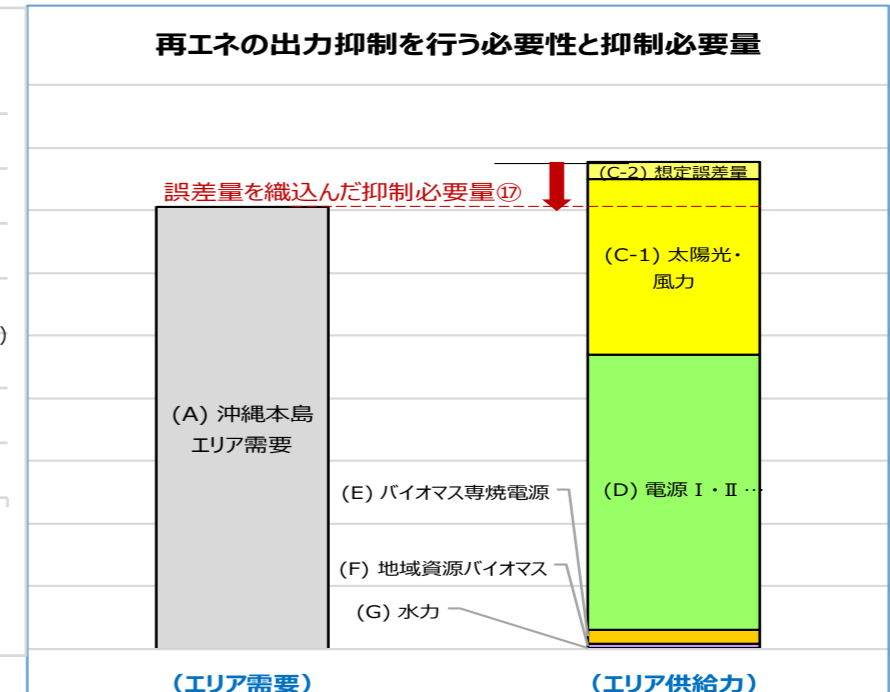 再エネの出力抑制を行う必要性と抑制必要量
(C-2) 想定誤差量
誤差量を織込んだ抑制必要量⑰
(C-1) 太陽光・
風力
)
(A) 沖縄本島
エリア需要
(E) バイオマス専焼電源
(D) 電源Ⅰ・Ⅱ…
(F) 地域資源バイオマス
(G) 水力
(エリア需要)
(エリア供給力)